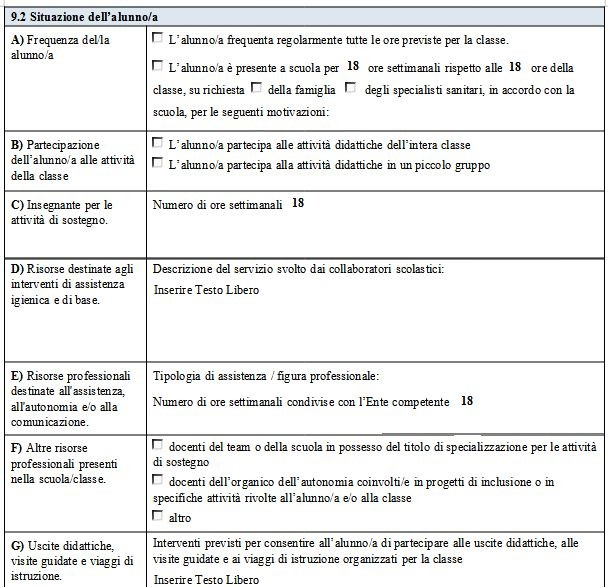 9.2 Situazione dell'alunno/a
A) Frequenza del/la
alunno/a
L'alunno/a frequenta regolarmente tutte le ore previste per la classe.
L'alunno/a è presente a scuola per 18 ore settimanali rispetto alle 18 ore della
classe, su richiesta della famiglia degli specialisti sanitari, in accordo con la
scuola, per le seguenti motivazioni:
B) Partecipazione
dell'alunno/a alle attività
della classe
L'alunno/a partecipa alle attività didattiche dell'intera classe
L'alunno/a partecipa alla attività didattiche in un piccolo gruppo
C) Insegnante per le
attività di sostegno.
Numero di ore settimanali 18
D) Risorse destinate agli
interventi di assistenza
igienica e di base.
Descrizione del servizio svolto dai collaboratori scolastici:
Inserire Testo Libero
E) Risorse professionali
destinate all'assistenza,
all'autonomia e/o alla
comunicazione.
Tipologia di assistenza / figura professionale:
Numero di ore settimanali condivise con l'Ente competente 18
F) Altre risorse
professionali presenti
nella scuola/classe.
docenti del team o della scuola in possesso del titolo di specializzazione per le attività
di sostegno
docenti dell'organico dell'autonomia coinvolti/e in progetti di inclusione o in
specifiche attività rivolte all'alunno/a e/o alla classe
altro
G) Uscite didattiche,
visite guidate e viaggi di
istruzione.
Interventi previsti per consentire all'alunno/a di partecipare alle uscite didattiche, alle
visite guidate e ai viaggi di istruzione organizzati per la classe
Inserire Testo Libero